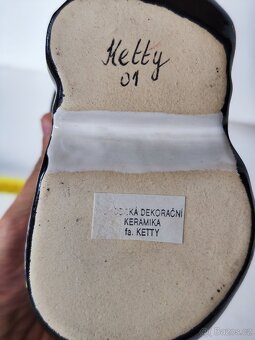 Ketty
01
DEKORAČNÍ
KERAMIKA
fa. KETTY